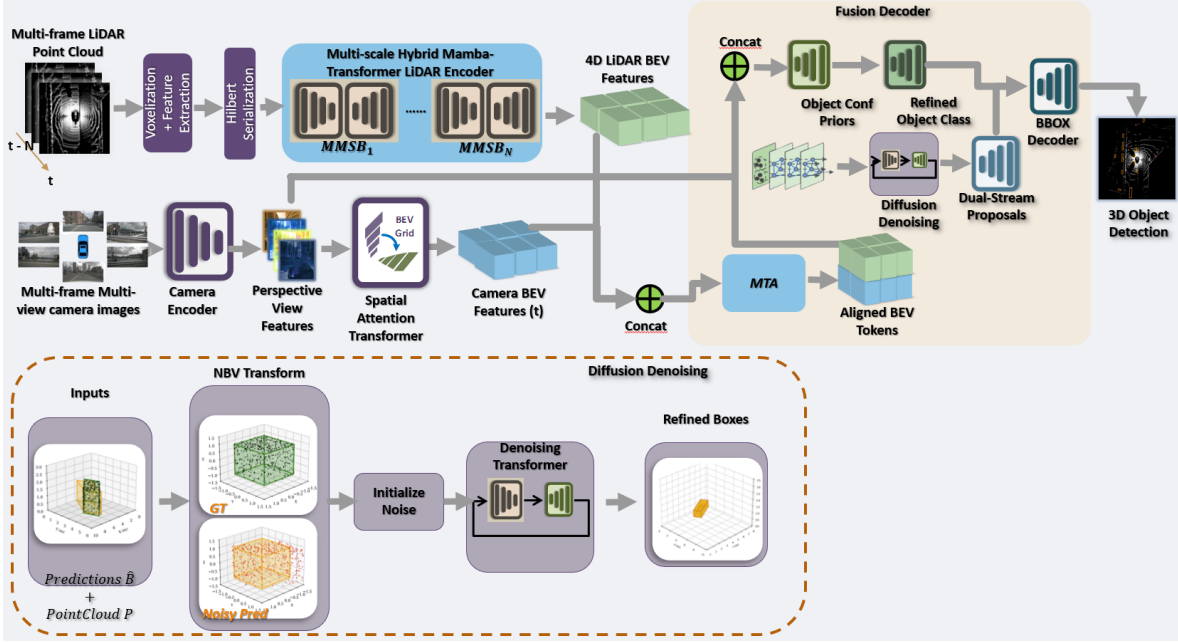 Fusion Decoder
Multi-frame LiDAR
Point Cloud
t - N
t
Voxelization
+ Feature
Extraction
Hilbert
Serialization
Multi-scale Hybrid Mamba-
Transformer LiDAR Encoder
......
MMSB1
MMSBN
4D LiDAR BEV
Features
Concat
Object Conf
Priors
Refined
Object Class
BBOX
Decoder
Diffusion
Denoising
Dual-Stream
Proposals
3D Object
Detection
Multi-frame Multi-
view camera images
Camera
Encoder
Perspective
View
Features
BEV
Grid
Spatial
Attention
Transformer
Camera BEV
Features (t)
Concat
MTA
Aligned BEV
Tokens
Inputs
NBV Transform
Diffusion Denoising
Predictions B̂
+
PointCloud P
GT
Noisy Pred
Initialize
Noise
Denoising
Transformer
Refined Boxes